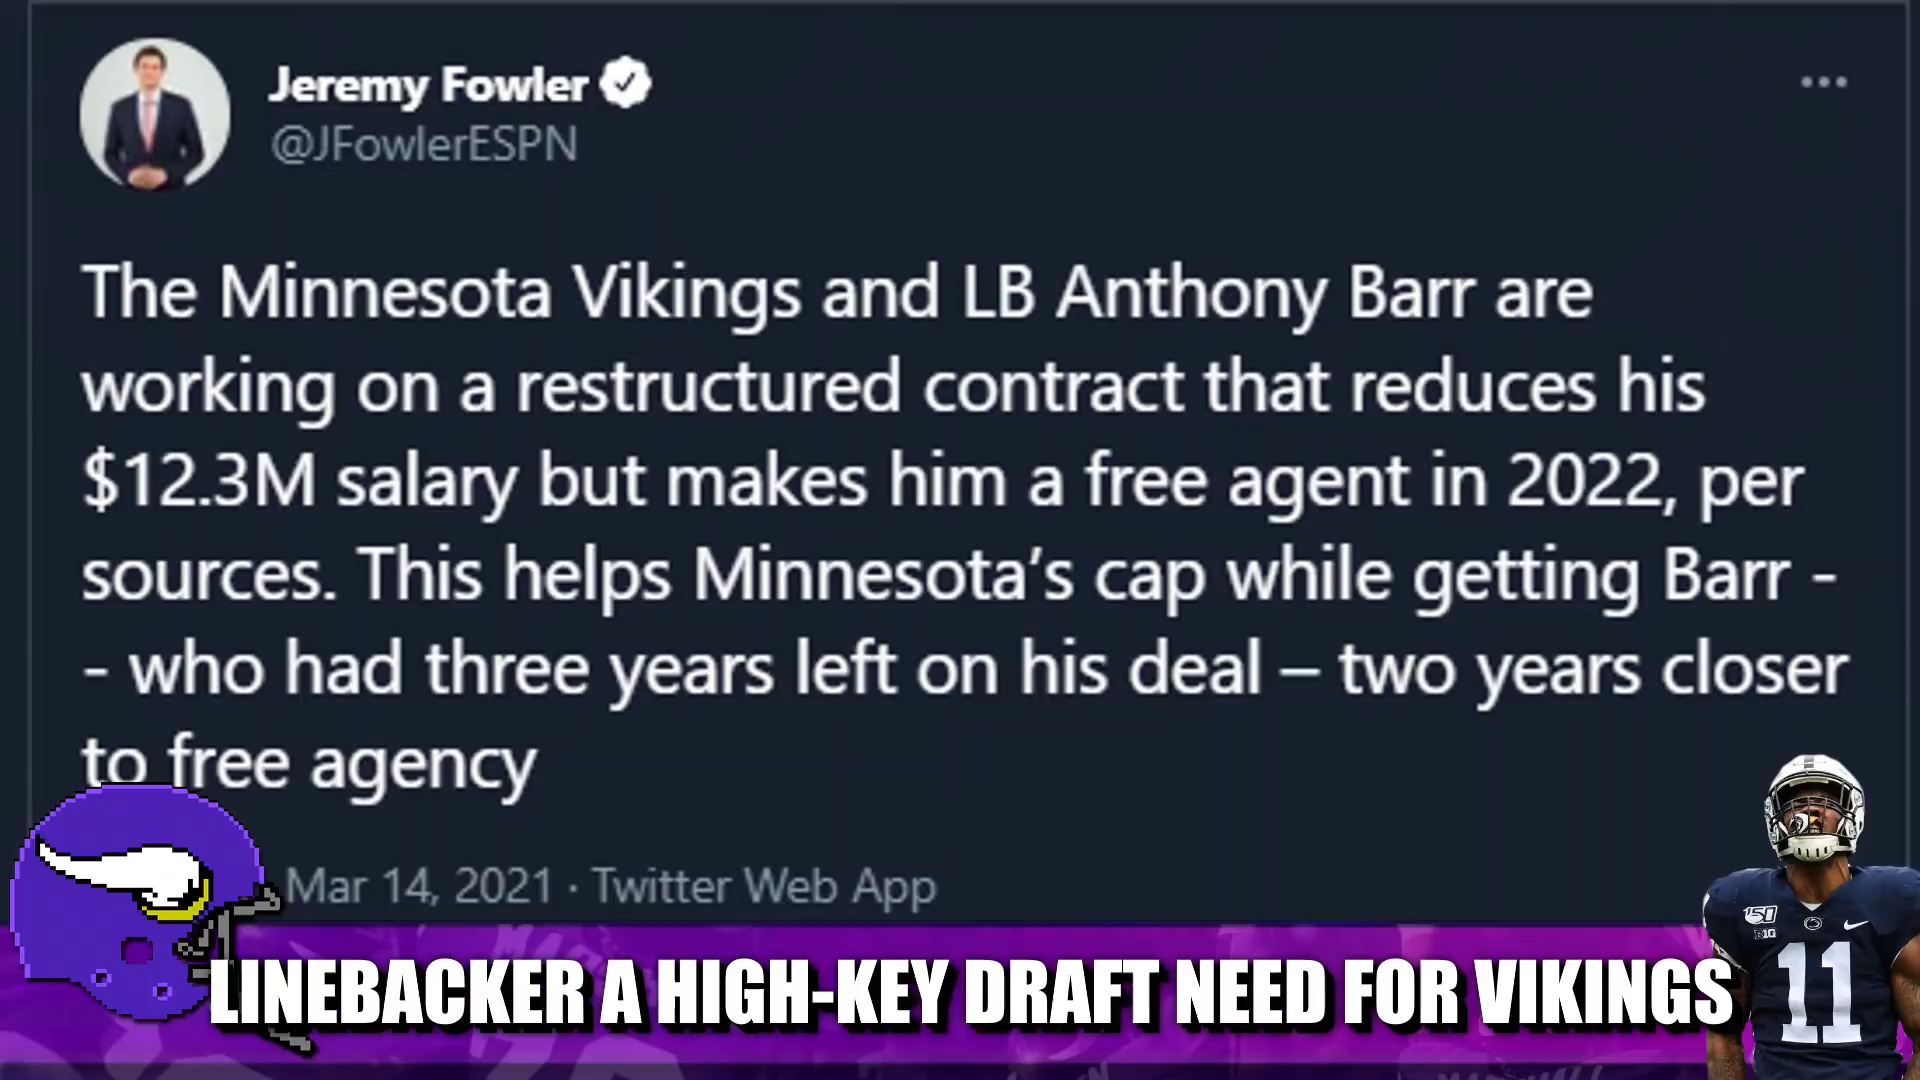 Jeremy Fowler
@JFowlerESPN
The Minnesota Vikings and LB Anthony Barr are
working on a restructured contract that reduces his
$12.3M salary but makes him a free agent in 2022, per
sources. This helps Minnesota’s cap while getting Barr -
- who had three years left on his deal – two years closer
to free agency
Mar 14, 2021 · Twitter Web App
LINEBACKER A HIGH-KEY DRAFT NEED FOR VIKINGS
150
B1G
11